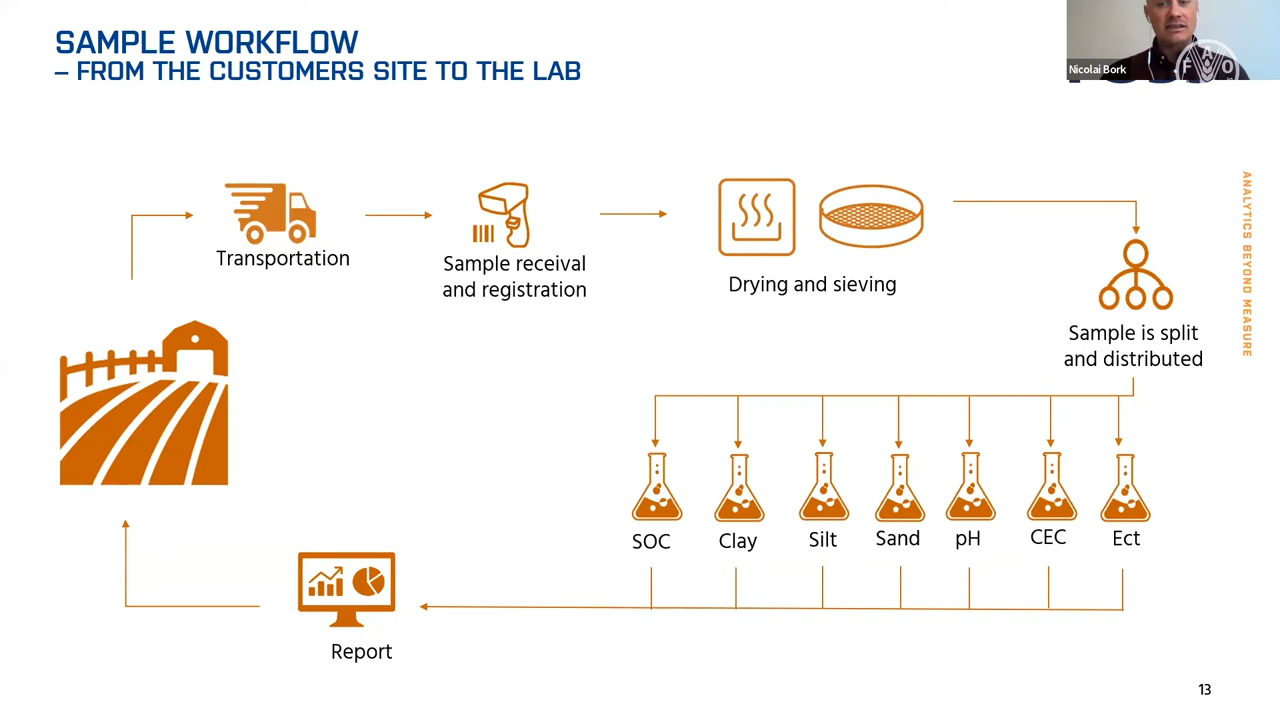 SAMPLE WORKFLOW
– FROM THE CUSTOMERS SITE TO THE LAB
Nicolai Bork
F A O
ANALYTICS BEYOND MEASURE
Transportation
Sample receival
and registration
Drying and sieving
Sample is split
and distributed
SOC
Clay
Silt
Sand
pH
CEC
Ect
Report
13